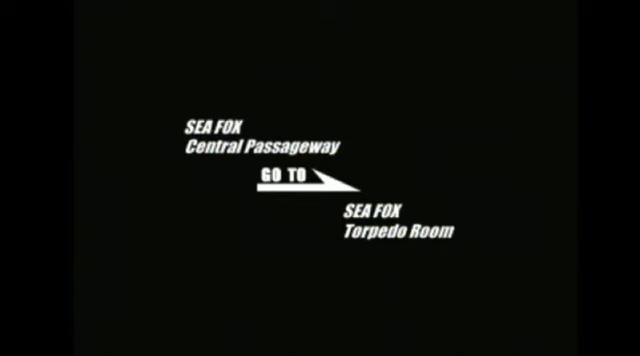 SEA FOX
Central Passageway
GO TO
SEA FOX
Torpedo Room